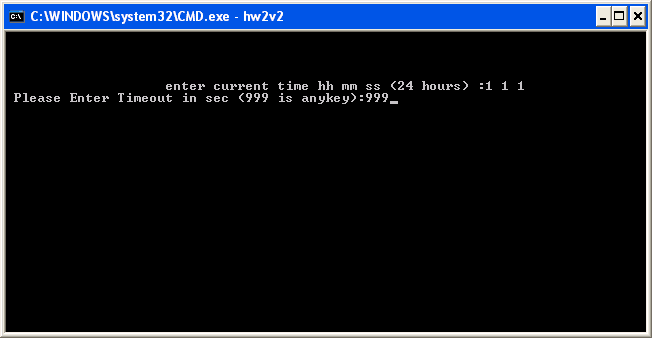 C:\WINDOWS\system32\CMD.exe - hw2v2
enter current time hh mm ss (24 hours) :1 1 1
Please Enter Timeout in sec (999 is anykey):999_